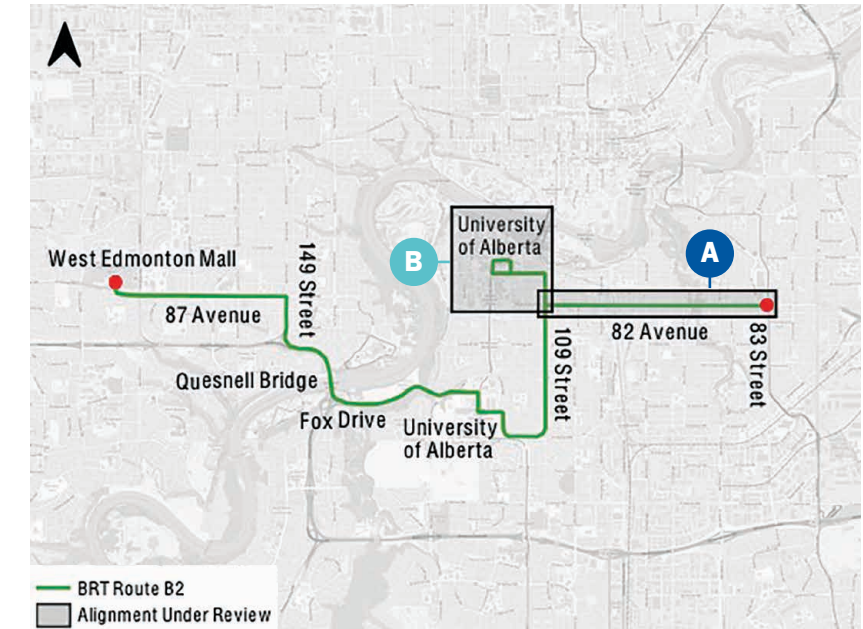 University
of Alberta
A
B
West Edmonton Mall
149 Street
87 Avenue
82 Avenue
109 Street
83 Street
Quesnell Bridge
Fox Drive
University
of Alberta
BRT Route B2
Alignment Under Review